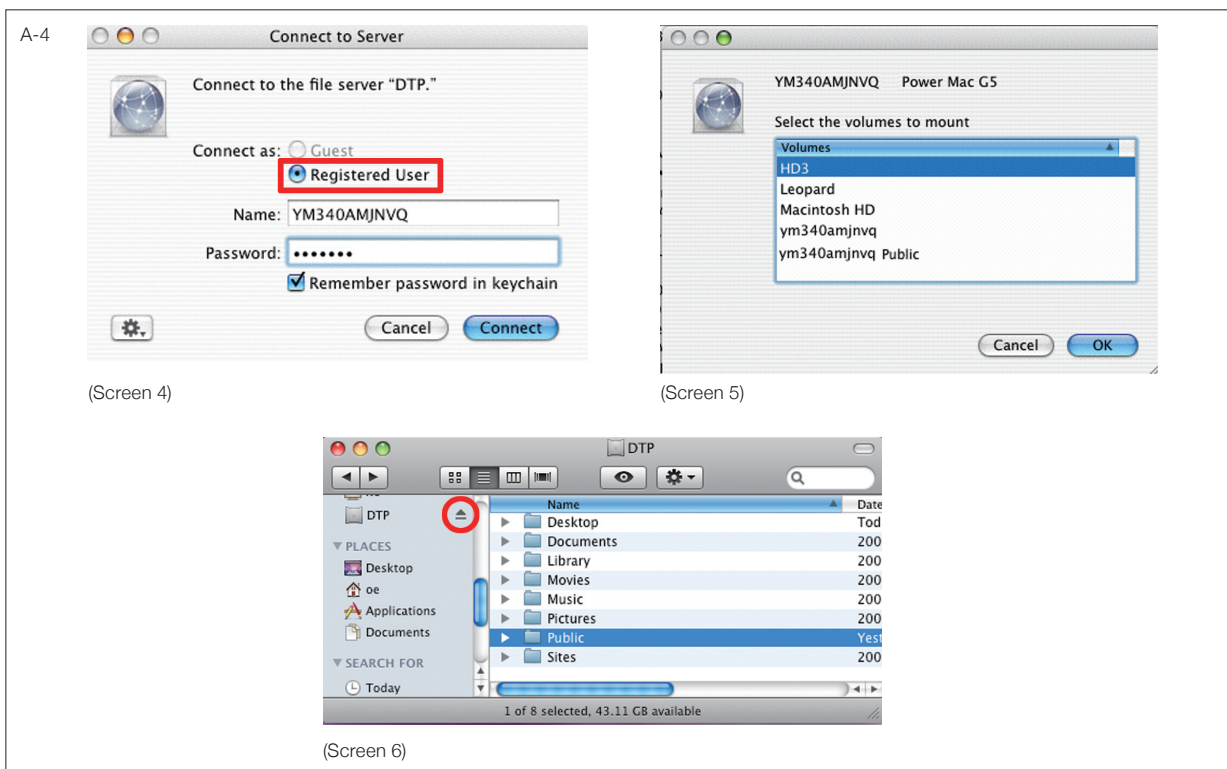 A-4
Connect to Server
Connect to the file server “DTP.”
Connect as: Guest
Registered User
Name: YM340AMJNVQ
Password: •••••••
Remember password in keychain
Cancel Connect
(Screen 4)
YM340AMJNVQ Power Mac G5
Select the volumes to mount
Volumes
HD3
Leopard
Macintosh HD
ym340amjnvq
ym340amjnvq Public
Cancel OK
(Screen 5)
DTP
DTP
PLACES
Desktop
oe
Applications
Documents
SEARCH FOR
Today
Name Date
Desktop Tod
Documents 200
Library 200
Movies 200
Music 200
Pictures 200
Public Yest
Sites 200
1 of 8 selected, 43.11 GB available
(Screen 6)